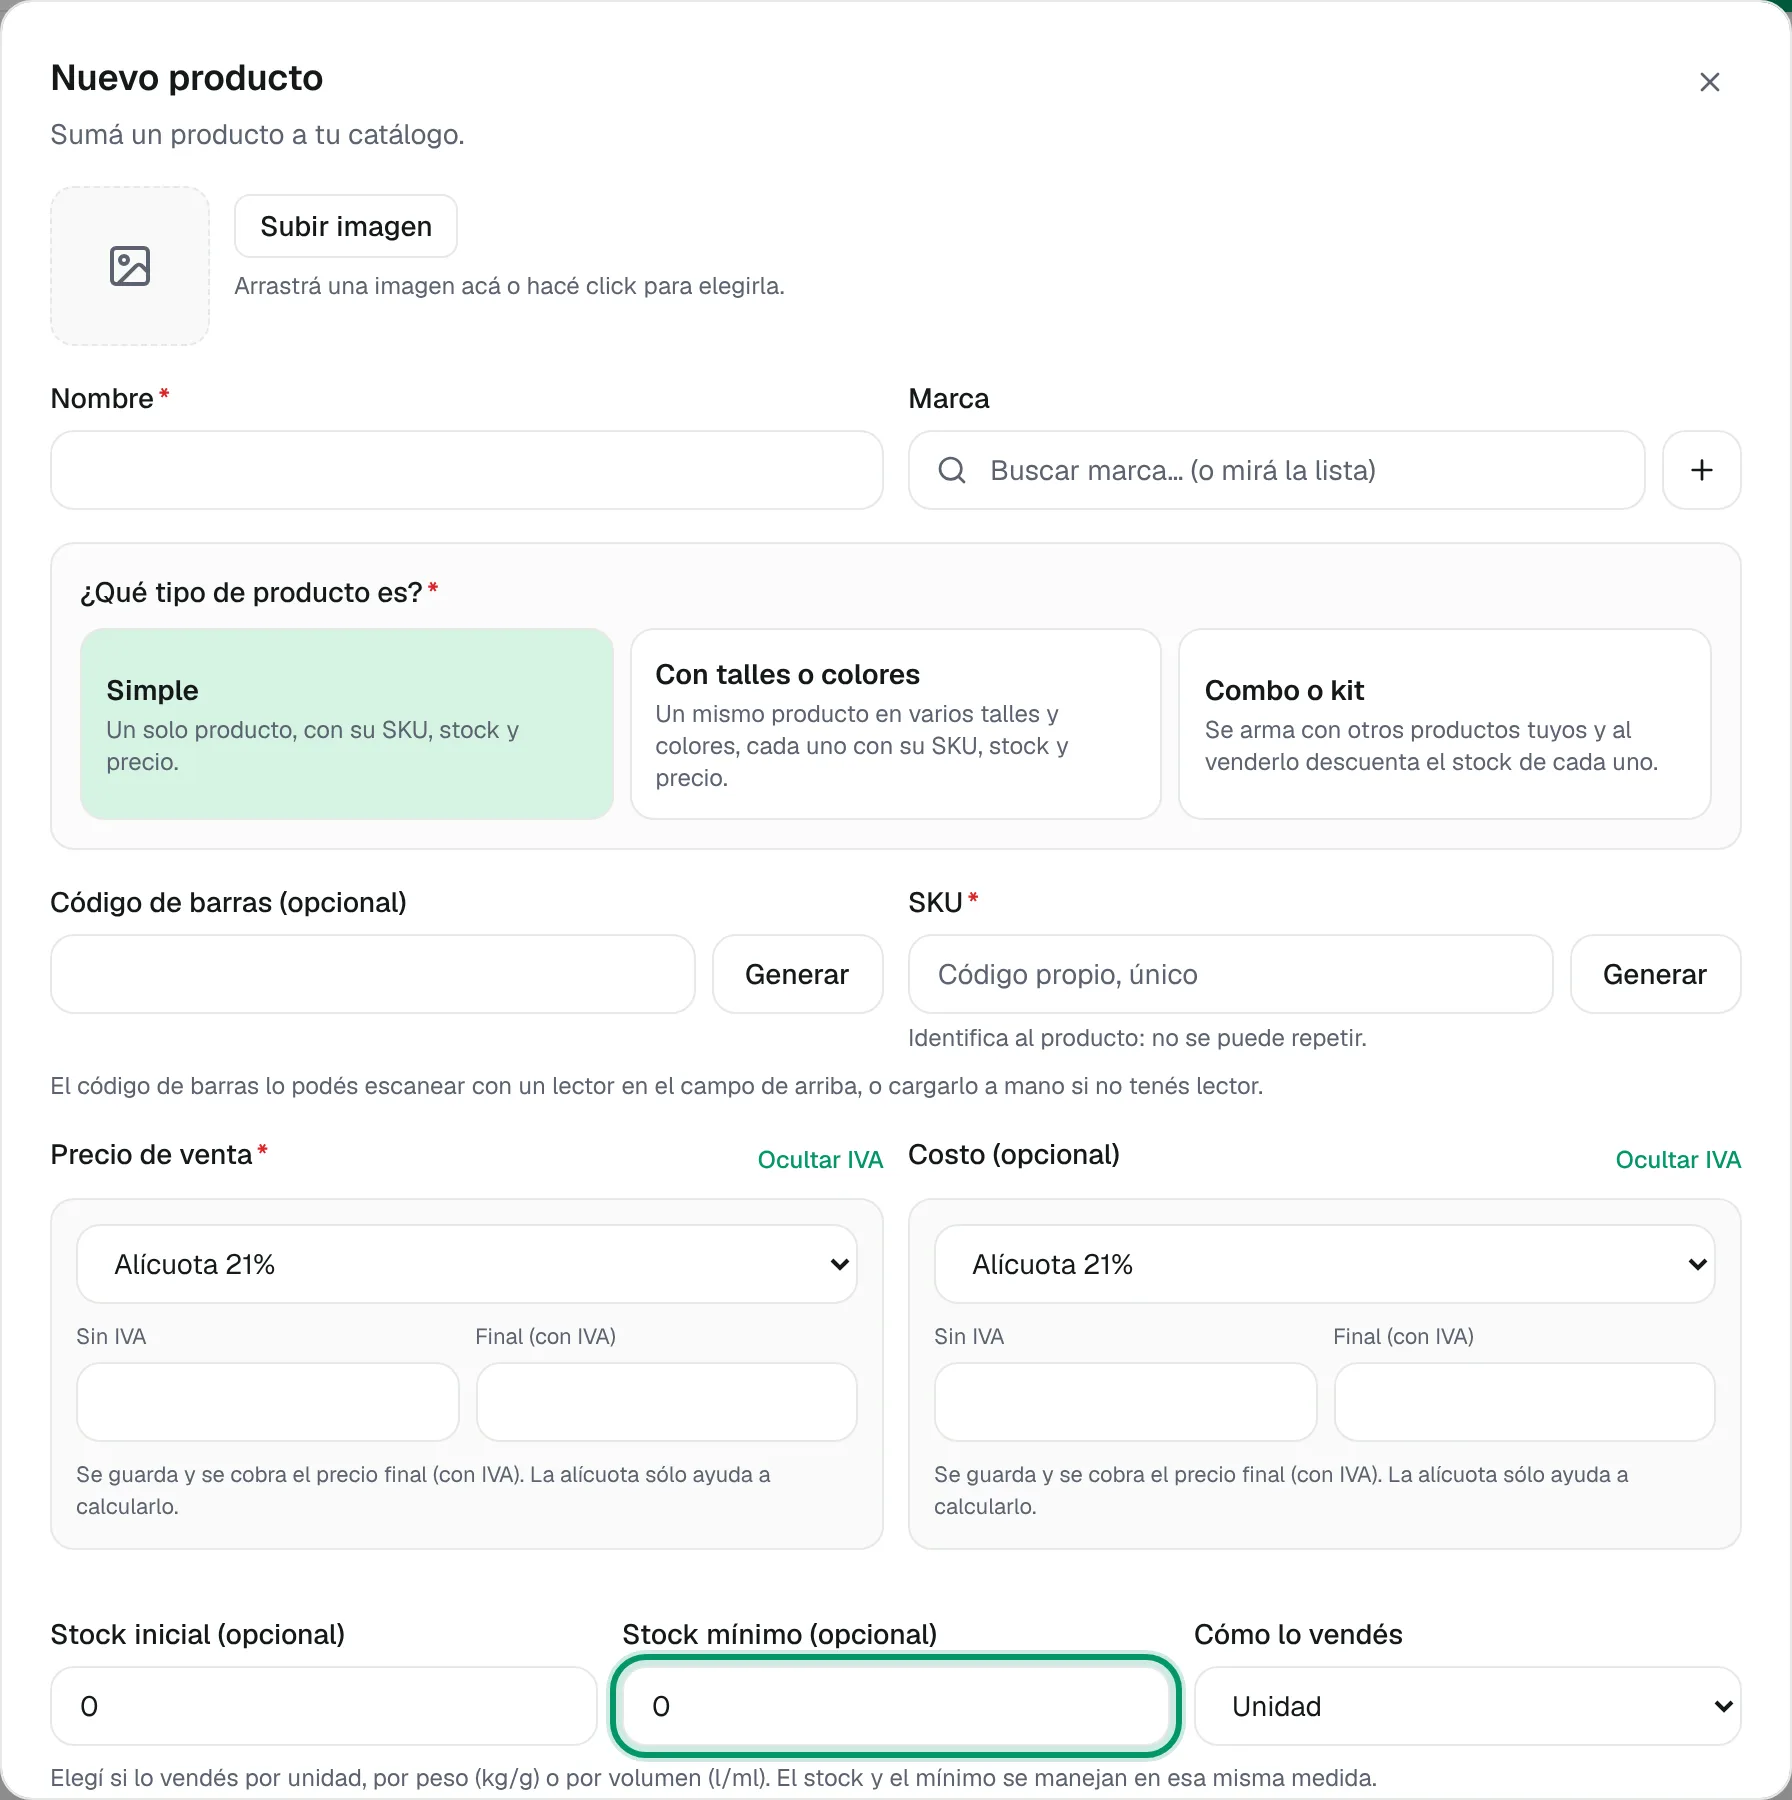 Nuevo producto
Sumá un producto a tu catálogo.
Subir imagen
Arrastrá una imagen acá o hacé click para elegirla.
Nombre*
Marca
Buscar marca... (o mirá la lista)
¿Qué tipo de producto es?*
Simple
Un solo producto, con su SKU, stock y
precio.
Con talles o colores
Un mismo producto en varios talles y
colores, cada uno con su SKU, stock y
precio.
Combo o kit
Se arma con otros productos tuyos y al
venderlo descuenta el stock de cada uno.
Código de barras (opcional)
Generar
SKU*
Código propio, único
Generar
Identifica al producto: no se puede repetir.
El código de barras lo podés escanear con un lector en el campo de arriba, o cargarlo a mano si no tenés lector.
Precio de venta*
Ocultar IVA
Alícuota 21%
Sin IVA
Final (con IVA)
Se guarda y se cobra el precio final (con IVA). La alícuota sólo ayuda a
calcularlo.
Costo (opcional)
Ocultar IVA
Alícuota 21%
Sin IVA
Final (con IVA)
Se guarda y se cobra el precio final (con IVA). La alícuota sólo ayuda a
calcularlo.
Stock inicial (opcional)
0
Stock mínimo (opcional)
0
Cómo lo vendés
Unidad
Elegí si lo vendés por unidad, por peso (kg/g) o por volumen (l/ml). El stock y el mínimo se manejan en esa misma medida.